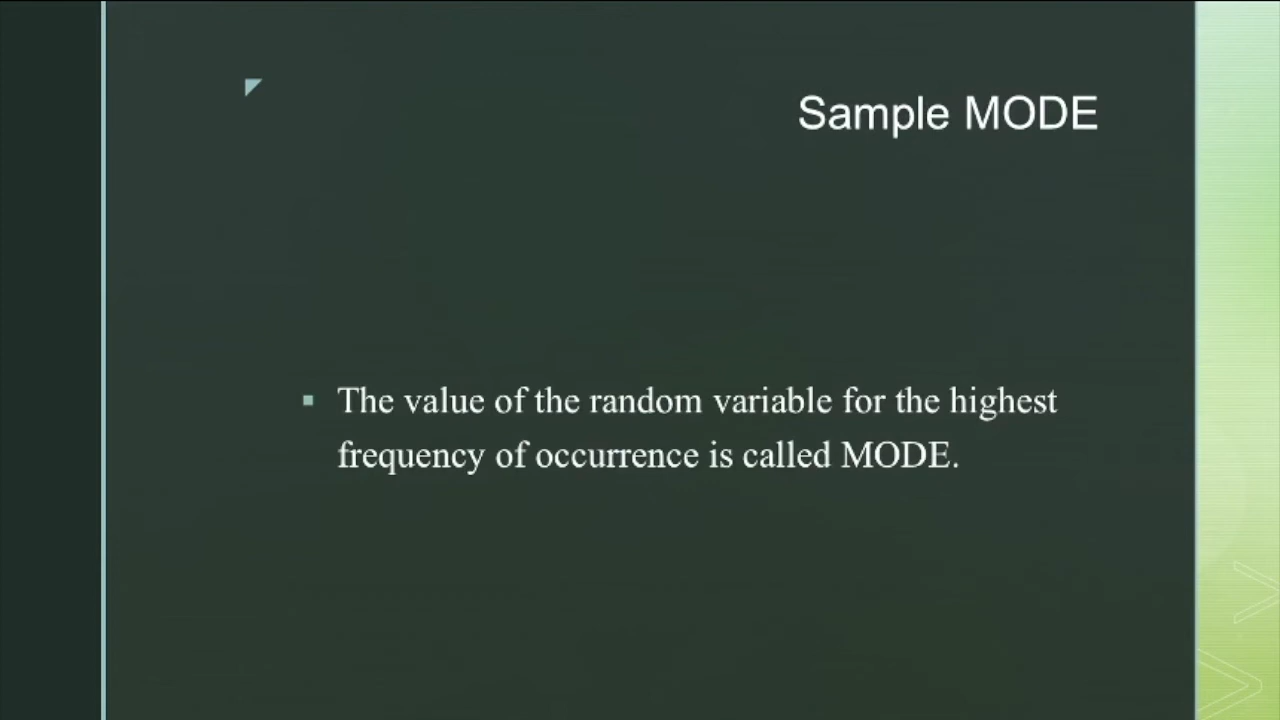 Sample MODE
The value of the random variable for the highest
frequency of occurrence is called MODE.